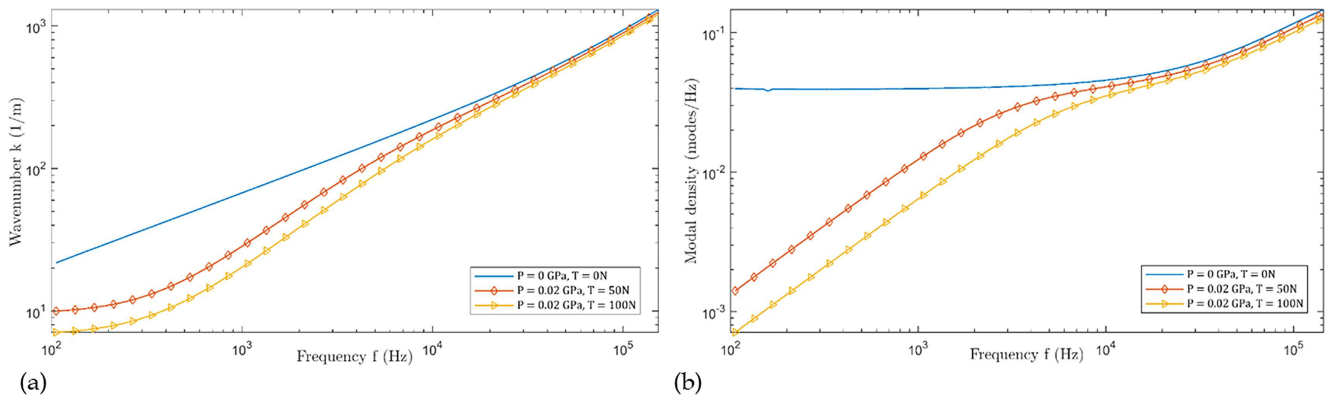 10^3
10^2
10^1
Wavenumber k (1/m)
P = 0 GPa, T = 0N
P = 0.02 GPa, T = 50N
P = 0.02 GPa, T = 100N
10^2
10^3
10^4
10^5
Frequency f (Hz)
(a)
10^-1
10^-2
10^-3
Modal density (modes/Hz)
P = 0 GPa, T = 0N
P = 0.02 GPa, T = 50N
P = 0.02 GPa, T = 100N
10^2
10^3
10^4
10^5
Frequency f (Hz)
(b)